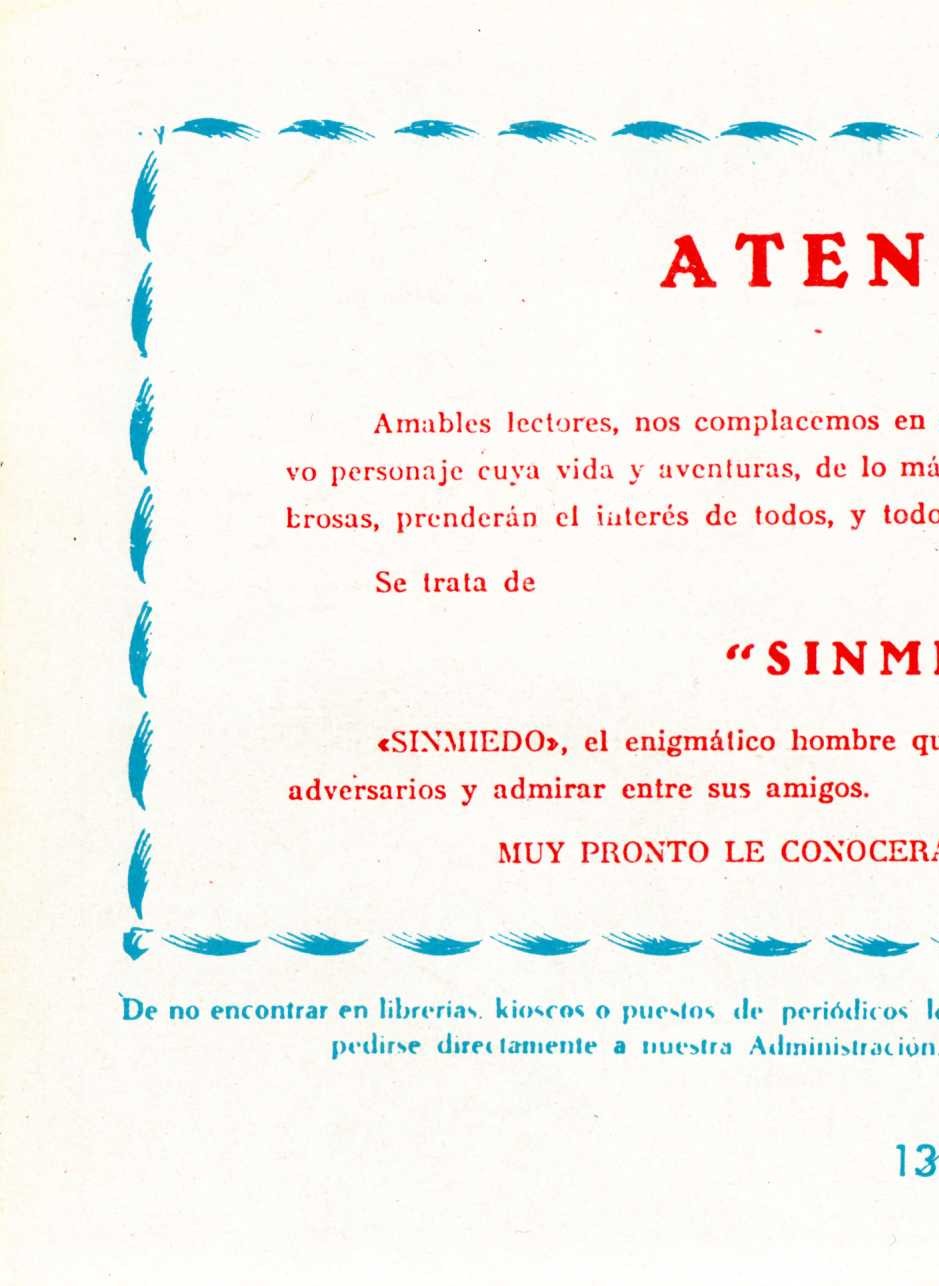 ATEN
Amables lectores, nos complacemos en
vo personaje cuya vida y aventuras, de lo má
brosas, prenderán el interés de todos, y todo
Se trata de
“SINMI
«SINMIEDO», el enigmático hombre qu
adversarios y admirar entre sus amigos.
MUY PRONTO LE CONOCERA
De no encontrar en librerías, kioscos o puestos de periódicos l
pedirse directamente a nuestra Administración,
13